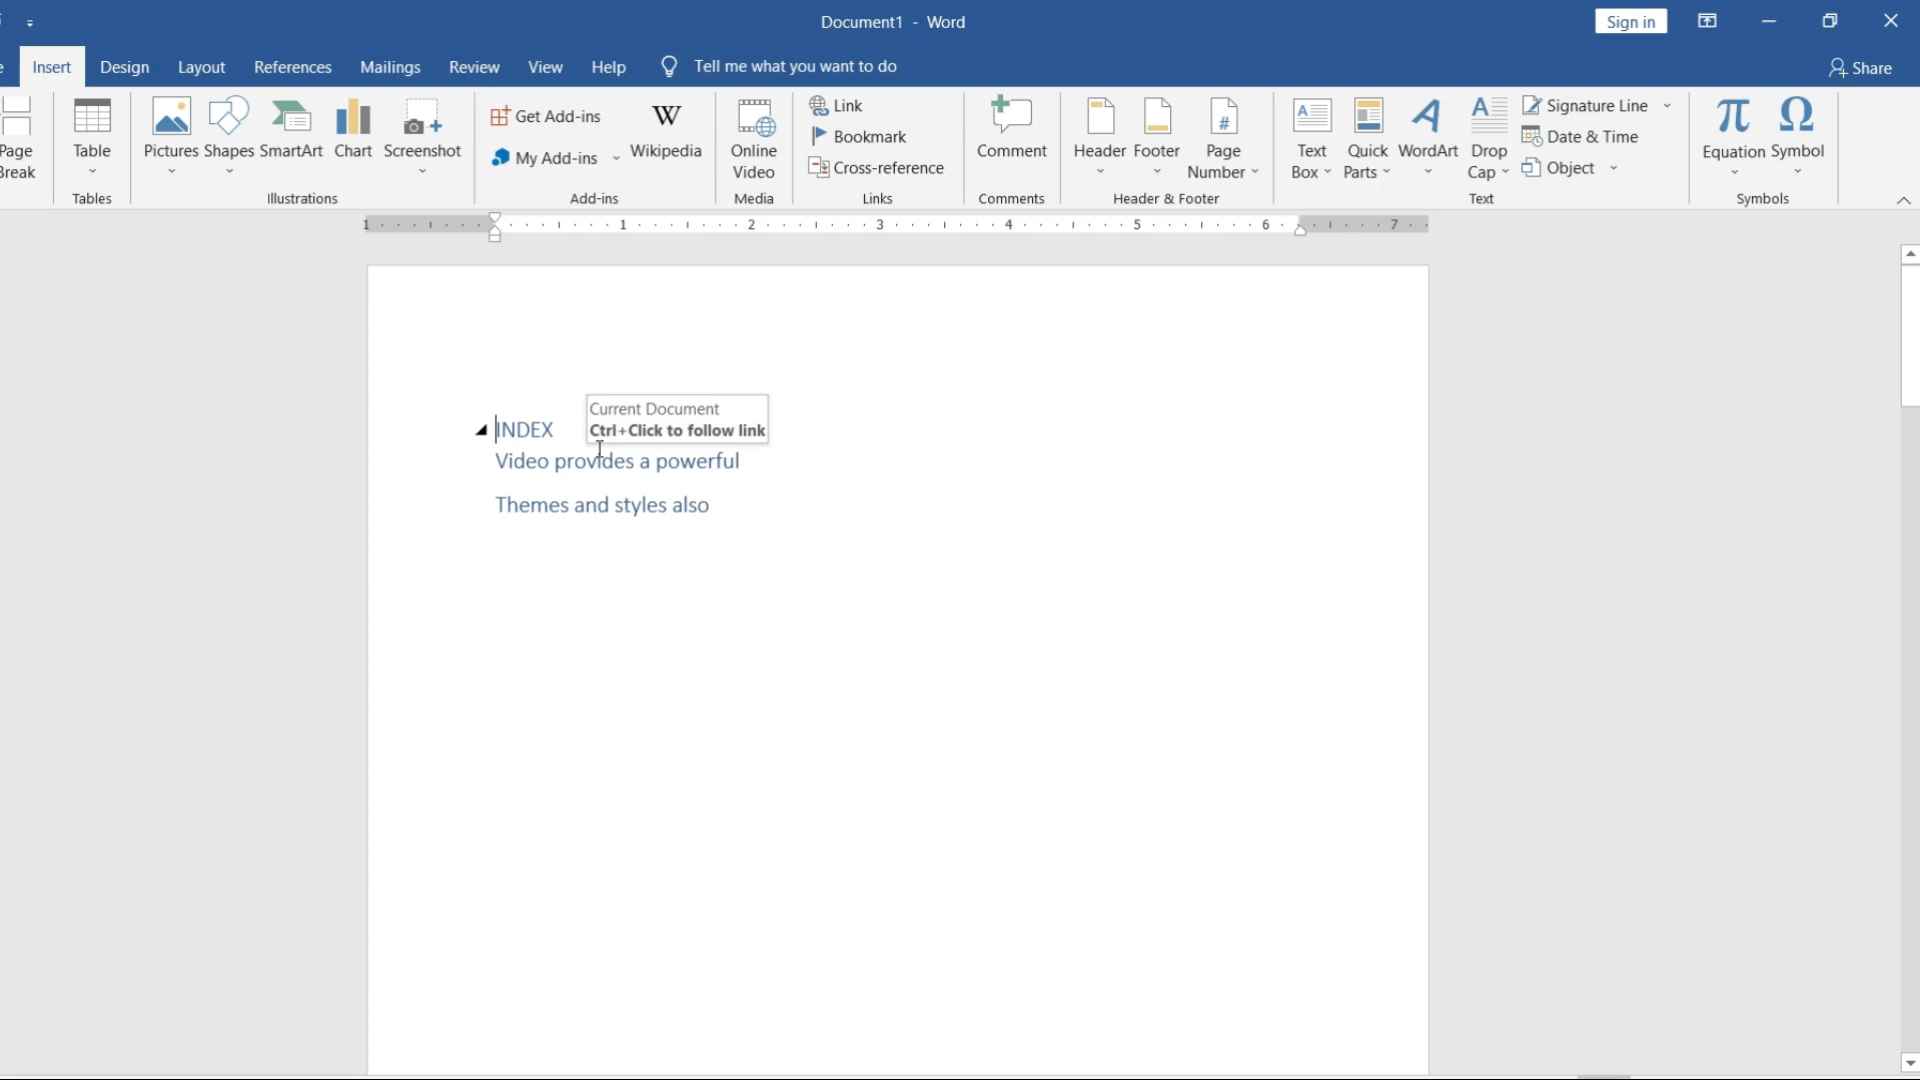 Document1 - Word
Sign in
Insert Design Layout References Mailings Review View Help Tell me what you want to do
Share
Page Break
Table
Tables
Pictures Shapes SmartArt Chart Screenshot
Illustrations
Get Add-ins
My Add-ins
Wikipedia
Add-ins
Online Video
Media
Link
Bookmark
Cross-reference
Links
Comment
Comments
Header Footer Page Number
Header & Footer
Text Box Quick Parts WordArt Drop Cap
Signature Line
Date & Time
Object
Text
Equation Symbol
Symbols
1 1 2 3 4 5 6 7
Current Document
Ctrl+Click to follow link
INDEX
Video provides a powerful
Themes and styles also